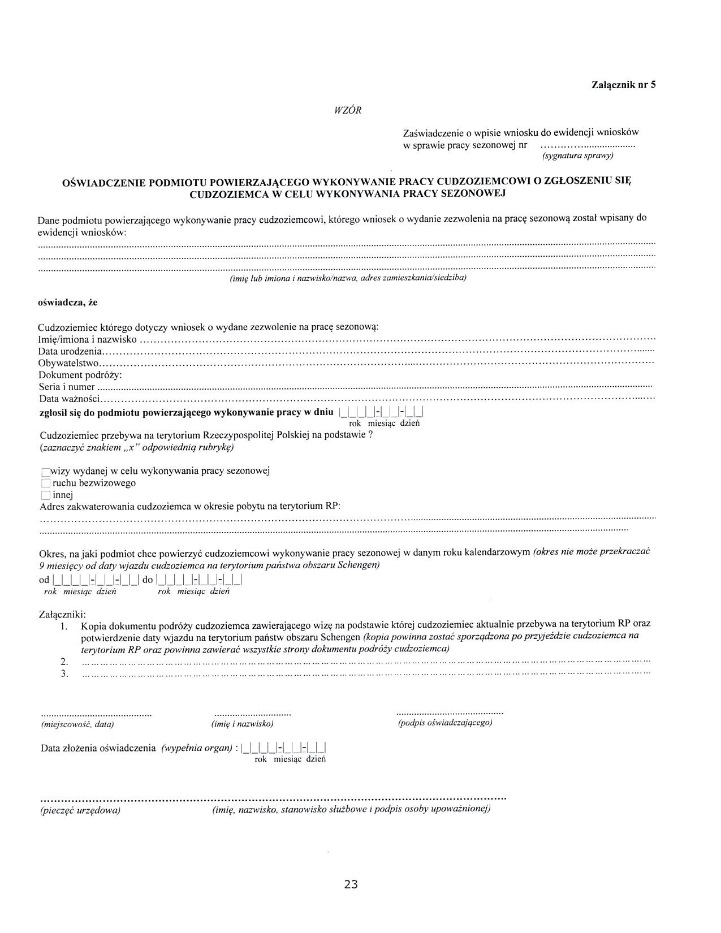 Załącznik nr 5
WZÓR
Zaświadczenie o wpisie wniosku do ewidencji wniosków
w sprawie pracy sezonowej nr ................................
(sygnatura sprawy)
OŚWIADCZENIE PODMIOTU POWIERZAJĄCEGO WYKONYWANIE PRACY CUDZOZIEMCOWI O ZGŁOSZENIU SIĘ
CUDZOZIEMCA W CELU WYKONYWANIA PRACY SEZONOWEJ
Dane podmiotu powierzającego wykonywanie pracy cudzoziemcowi, którego wniosek o wydanie zezwolenia na pracę sezonową został wpisany do
ewidencji wniosków:
(imię lub imiona i nazwisko/nazwa, adres zamieszkania/siedziba)
oświadcza, że
Cudzoziemiec którego dotyczy wniosek o wydane zezwolenie na pracę sezonową:
Imię/imiona i nazwisko ................................
Data urodzenia................................
Obywatelstwo................................
Dokument podróży:
Seria i numer ................................
Data ważności................................
zgłosił się do podmiotu powierzającego wykonywanie pracy w dniu |_|_|_|_|-|_|_|-|_|_|
rok miesiąc dzień
Cudzoziemiec przebywa na terytorium Rzeczypospolitej Polskiej na podstawie ?
(zaznaczyć znakiem „x” odpowiednią rubrykę)
wizy wydanej w celu wykonywania pracy sezonowej
ruchu bezwizowego
innej
Adres zakwaterowania cudzoziemca w okresie pobytu na terytorium RP:
Okres, na jaki podmiot chce powierzyć cudzoziemcowi wykonywanie pracy sezonowej w danym roku kalendarzowym (okres nie może przekraczać
9 miesięcy od daty wjazdu cudzoziemca na terytorium państwa obszaru Schengen)
od |_|_|_|_|-|_|_|-|_|_| do |_|_|_|_|-|_|_|-|_|_|
rok miesiąc dzień rok miesiąc dzień
Załączniki:
1. Kopia dokumentu podróży cudzoziemca zawierającego wizę na podstawie której cudzoziemiec aktualnie przebywa na terytorium RP oraz
potwierdzenie daty wjazdu na terytorium państw obszaru Schengen (kopia powinna zostać sporządzona po przyjeździe cudzoziemca na
terytorium RP oraz powinna zawierać wszystkie strony dokumentu podróży cudzoziemca)
2. ................................
3. ................................
(miejscowość, data) (imię i nazwisko) (podpis oświadczającego)
Data złożenia oświadczenia (wypełnia organ) : |_|_|_|_|-|_|_|-|_|_|
rok miesiąc dzień
(pieczęć urzędowa) (imię, nazwisko, stanowisko służbowe i podpis osoby upoważnionej)
23